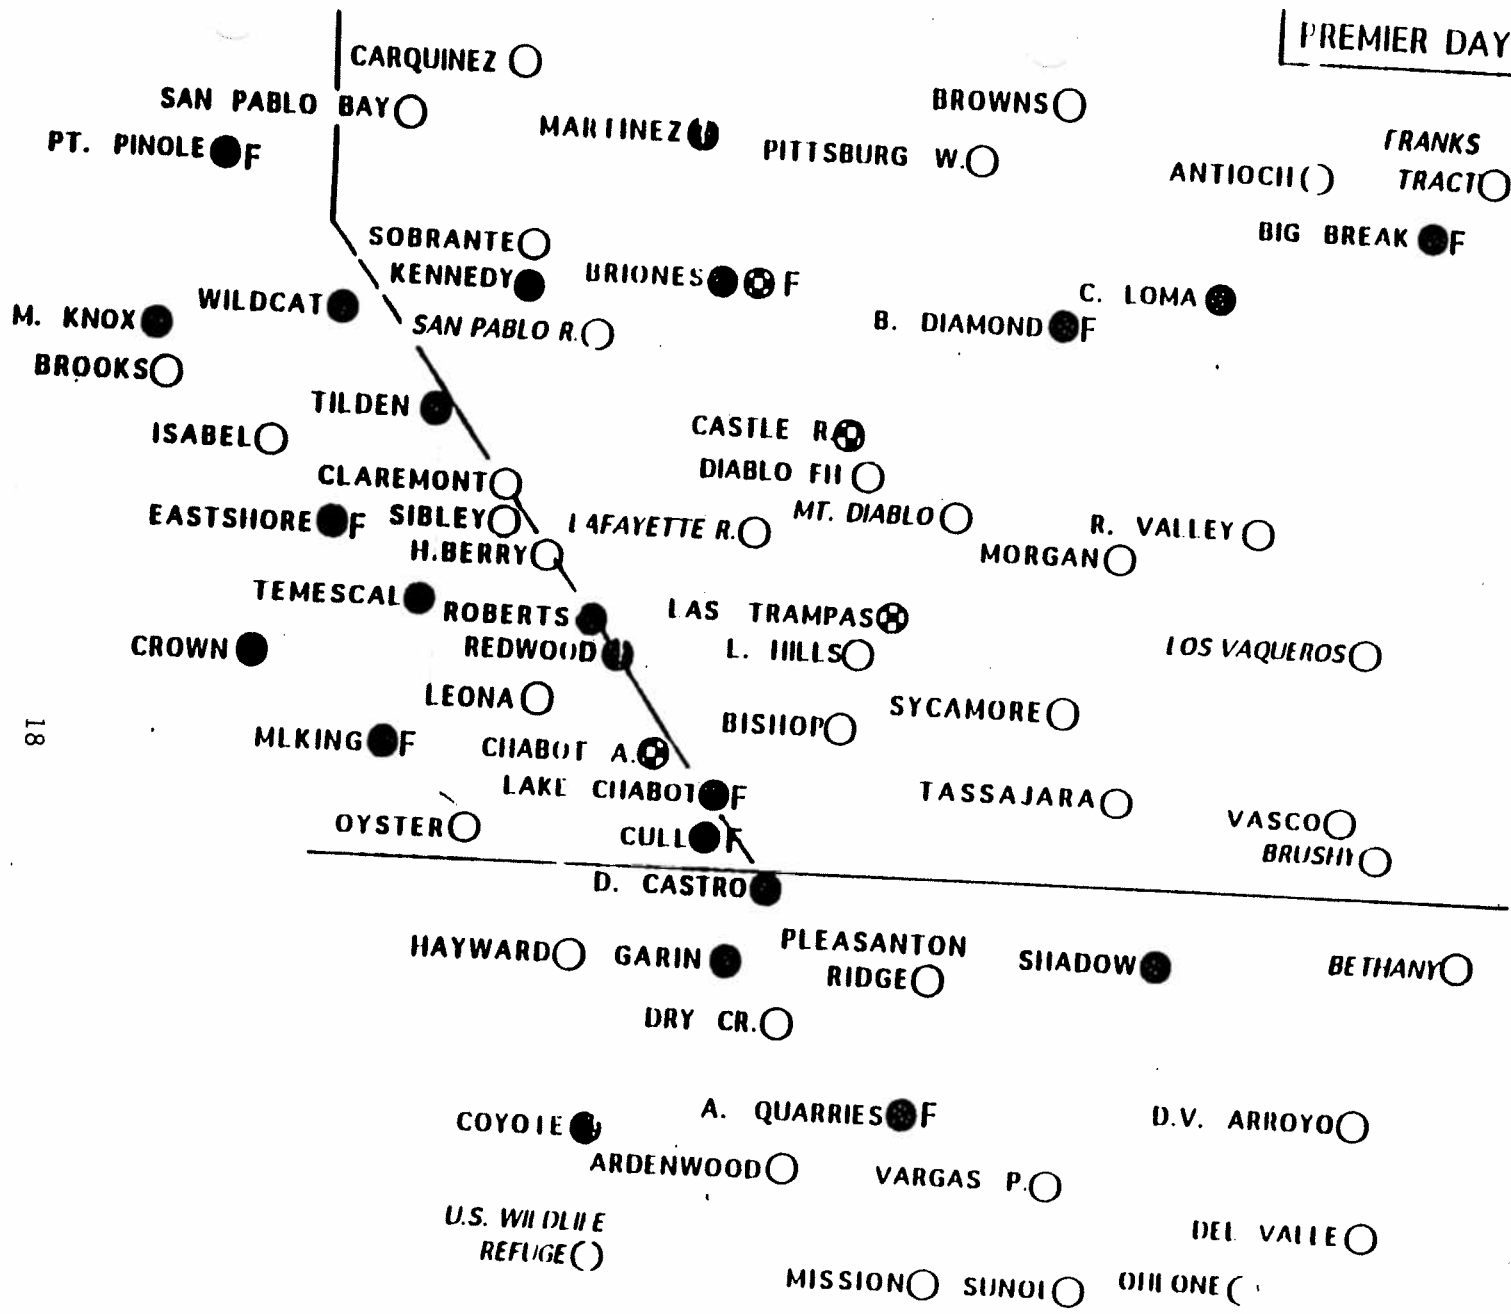 PREMIER DAY
CARQUINEZ
SAN PABLO BAY
BROWNS
MARTINEZ
PT. PINOLE F
PITTSBURG W.
FRANKS
TRACT
ANTIOCH
BIG BREAK F
SOBRANTE
KENNEDY
BRIONES F
C. LOMA
WILDCAT
M. KNOX
SAN PABLO R.
B. DIAMOND F
BROOKS
TILDEN
CASTLE R.
ISABEL
DIABLO FH
CLAREMONT
EASTSHORE F
SIBLEY
LAFAYETTE R.
MT. DIABLO
R. VALLEY
H.BERRY
MORGAN
TEMESCAL
ROBERTS
LAS TRAMPAS
CROWN
REDWOOD
L. HILLS
LOS VAQUEROS
LEONA
SYCAMORE
BISHOP
18
MLKING F
CHABOT A.
LAKE CHABOT F
TASSAJARA
OYSTER
CULL F
VASCO
BRUSHY
D. CASTRO
HAYWARD
GARIN
PLEASANTON
RIDGE
SHADOW
BETHANY
DRY CR.
COYOTE
A. QUARRIES F
D.V. ARROYO
ARDENWOOD
VARGAS P.
U.S. WILDLIFE
REFUGE
DEL VALLE
MISSION
SUNOL
OHLONE